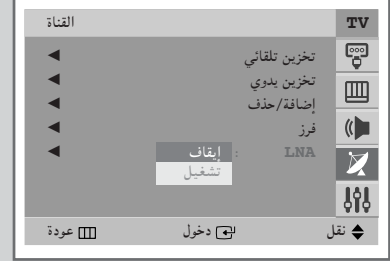 TV القناة
تخزين تلقائي
تخزين يدوي
إضافة/حذف
فرز
LNA : إيقاف
تشغيل
نقل دخول عودة